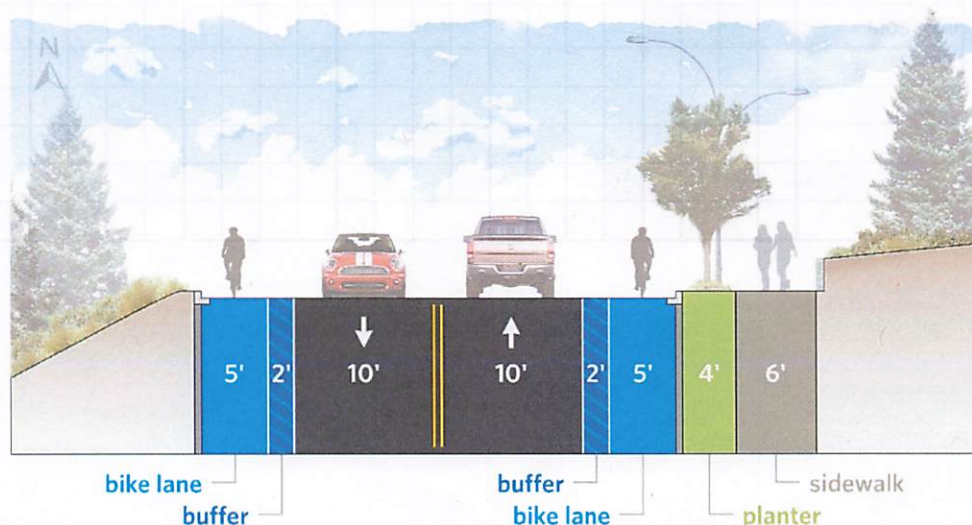 N
5' 2' 10' 10' 2' 5' 4' 6'
bike lane buffer sidewalk
buffer bike lane planter